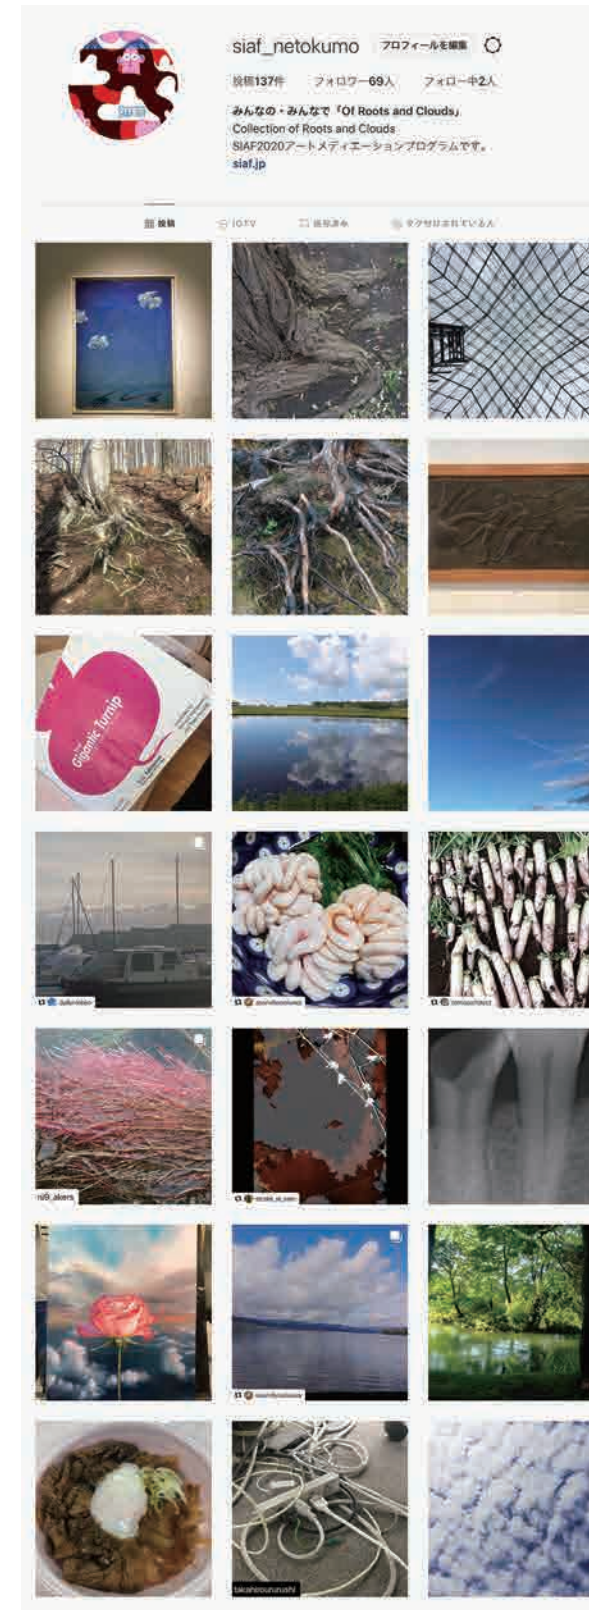 siaf_netokumo プロフィールを編集
投稿137件 フォロワー69人 フォロー中2人
みんなの・みんなで「Of Roots and Clouds」
Collection of Roots and Clouds
SIAF2020アートメディエーションプログラムです。
siaf.jp
投稿 IGTV 保存済み タグ付けされている人
The
Gigantic Turnip
takahirourunushi